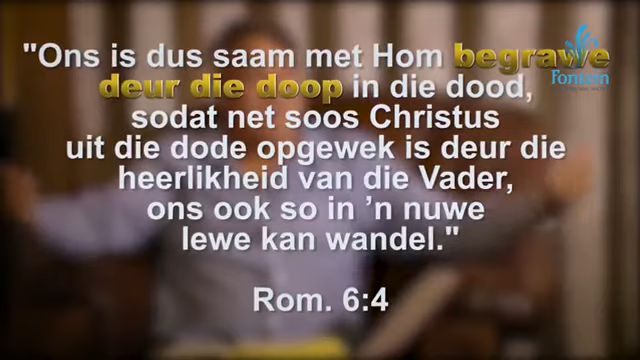 "Ons is dus saam met Hom begrawe
deur die doop in die dood,
sodat net soos Christus
uit die dode opgewek is deur die
heerlikheid van die Vader,
ons ook so in ’n nuwe
lewe kan wandel."
Rom. 6:4
Fontein